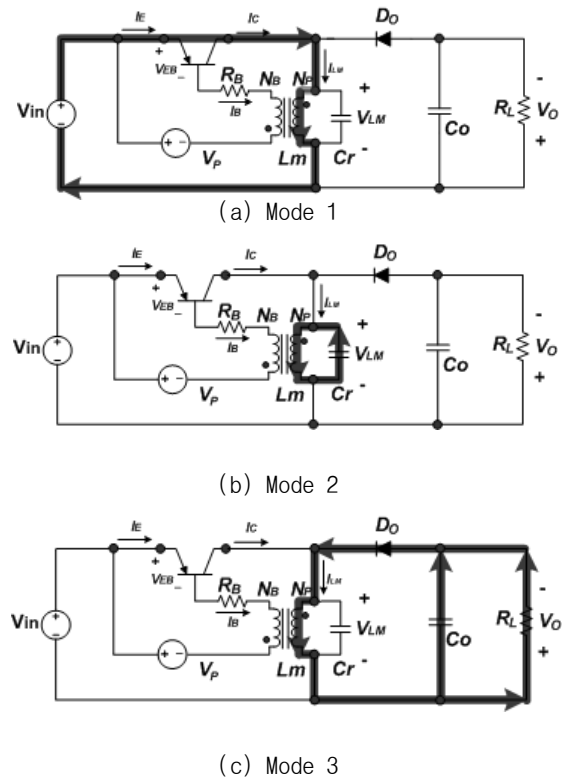 IE IC DO
+
VEB − RB NB NP ILM + −
Vin + − IB VLM Co RL VO
+ − VP Lm Cr − +
(a) Mode 1
IE IC DO
+
VEB − RB NB NP ILM + −
Vin + − IB VLM Co RL VO
+ − VP Lm Cr − +
(b) Mode 2
IE IC DO
+
VEB − RB NB NP ILM + −
Vin + − IB VLM Co RL VO
+ − VP Lm Cr − +
(c) Mode 3